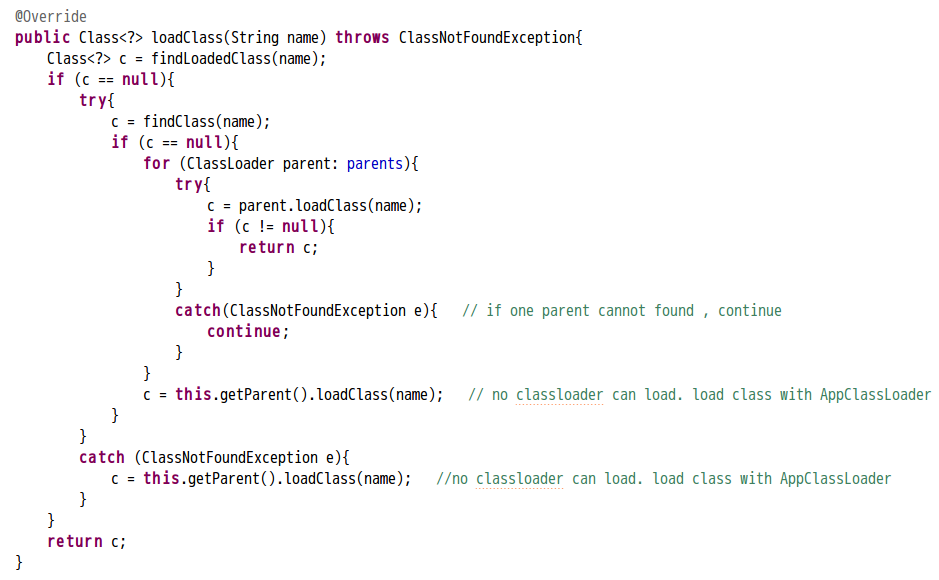 @Override
public Class<?> loadClass(String name) throws ClassNotFoundException{
    Class<?> c = findLoadedClass(name);
    if (c == null){
        try{
            c = findClass(name);
            if (c == null){
                for (ClassLoader parent: parents){
                    try{
                        c = parent.loadClass(name);
                        if (c != null){
                            return c;
                        }
                    }
                    catch(ClassNotFoundException e){   // if one parent cannot found , continue
                        continue;
                    }
                }
                c = this.getParent().loadClass(name);   // no classloader can load. load class with AppClassLoader
            }
        }
        catch (ClassNotFoundException e){
            c = this.getParent().loadClass(name);   //no classloader can load. load class with AppClassLoader
        }
    }
    return c;
}